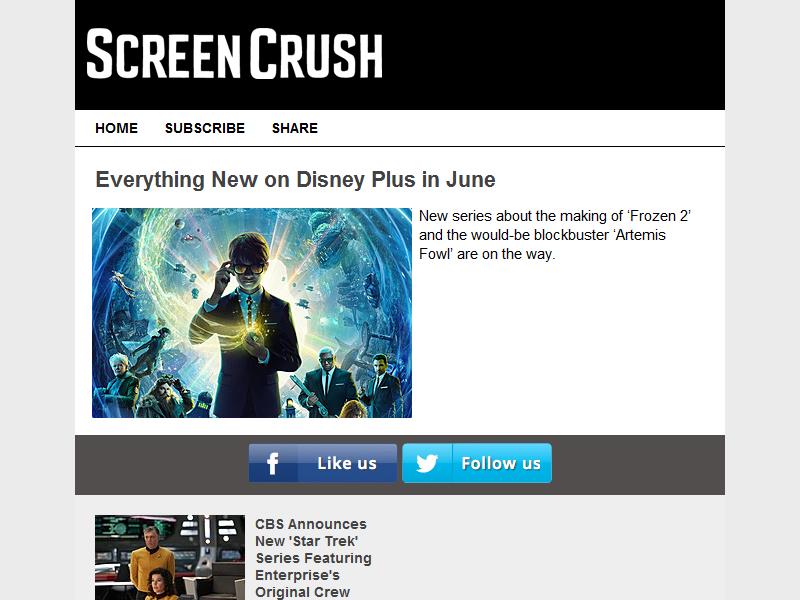 SCREENCRUSH
HOME SUBSCRIBE SHARE
Everything New on Disney Plus in June
New series about the making of ‘Frozen 2’
and the would-be blockbuster ‘Artemis
Fowl’ are on the way.
Like us Follow us
CBS Announces
New 'Star Trek'
Series Featuring
Enterprise's
Original Crew